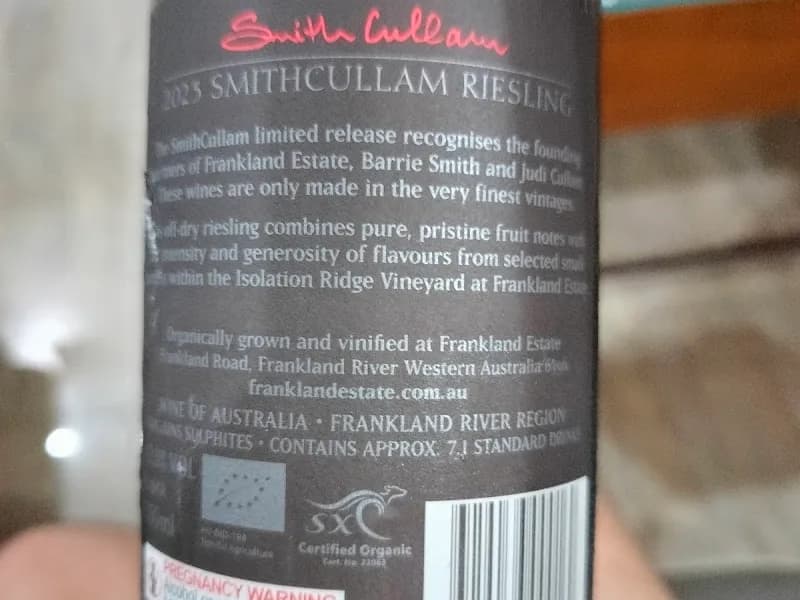 Smith Cullam
2023 SMITHCULLAM RIESLING
The SmithCullam limited release recognises the founding
of Frankland Estate, Barrie Smith and Judi Cullam
These wines are only made in the very finest vintages
off-dry riesling combines pure, pristine fruit notes with
intensity and generosity of flavours from selected small
within the Isolation Ridge Vineyard at Frankland Estate
Organically grown and vinified at Frankland Estate
Frankland Road, Frankland River Western Australia
franklandestate.com.au
WINE OF AUSTRALIA • FRANKLAND RIVER REGION
CONTAINS SULPHITES • CONTAINS APPROX. 7.1 STANDARD DRINKS
SXC
Certified Organic
PREGNANCY WARNING